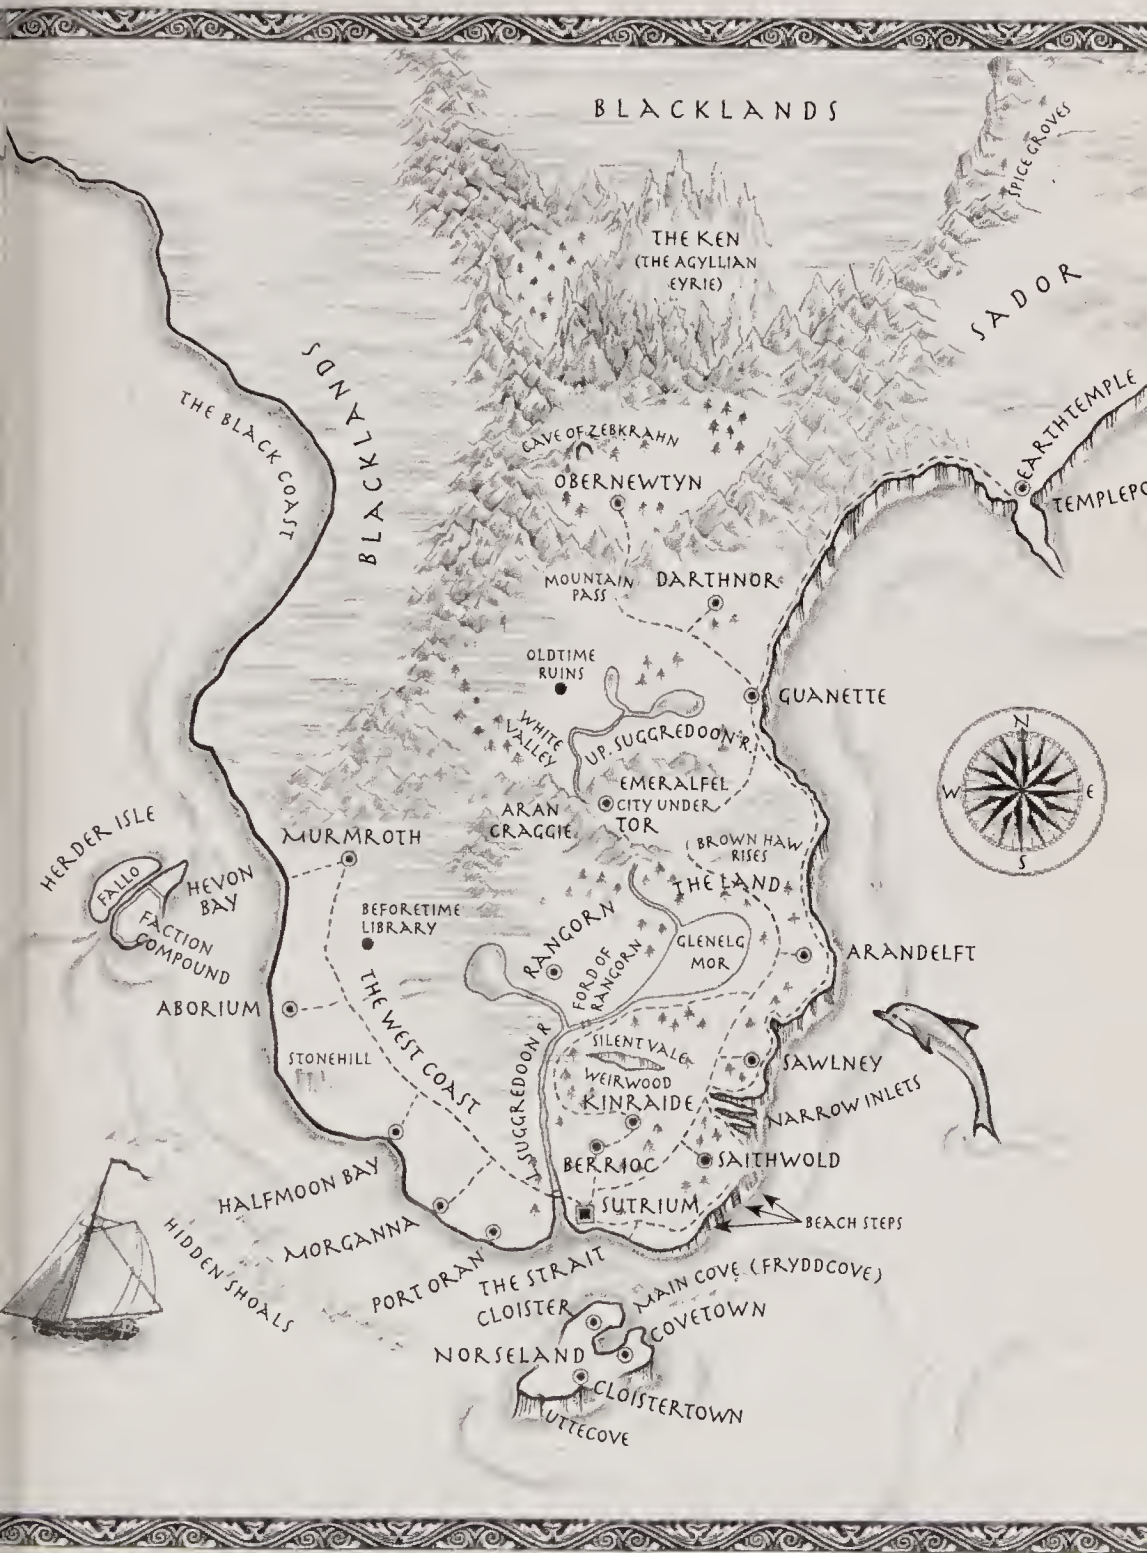 BLACKLANDS
SPICE GROVES
THE KEN
(THE AGYLLIAN
EYRIE)
SADOR
BLACKLANDS
THE BLACK COAST
EARTHTEMPLE
CAVE OF ZEBKRAHN
OBERNEWTYN
TEMPLEPO
MOUNTAIN
PASS
DARTHNOR
OLDTIME
RUINS
GUANETTE
WHITE
VALLEY
UP. SUGGREDOON R.
N
W
E
S
EMERALFEL
CITY UNDER
TOR
ARAN
CRAGGIE
MURMROTH
BROWN HAW
RISES
THE LAND
HERDER ISLE
FALLO
HEVON
BAY
FACTION
COMPOUND
BEFORETIME
LIBRARY
RANGORN
FORD OF
RANGORN
GLENELG
MOR
ARANDELFT
ABORIUM
THE WEST COAST
STONEHILL
L. SUGGREDOON R
SILENT VALE
WEIRWOOD
SAWLNEY
KINRAIDE
NARROW INLETS
BERRIOC
SAITHWOLD
HALFMOON BAY
SUTRIUM
BEACH STEPS
MORGANNA
HIDDEN SHOALS
PORT ORAN
THE STRAIT
MAIN COVE (FRYDDCOVE)
CLOISTER
COVETOWN
NORSELAND
CLOISTERTOWN
UTTECOVE